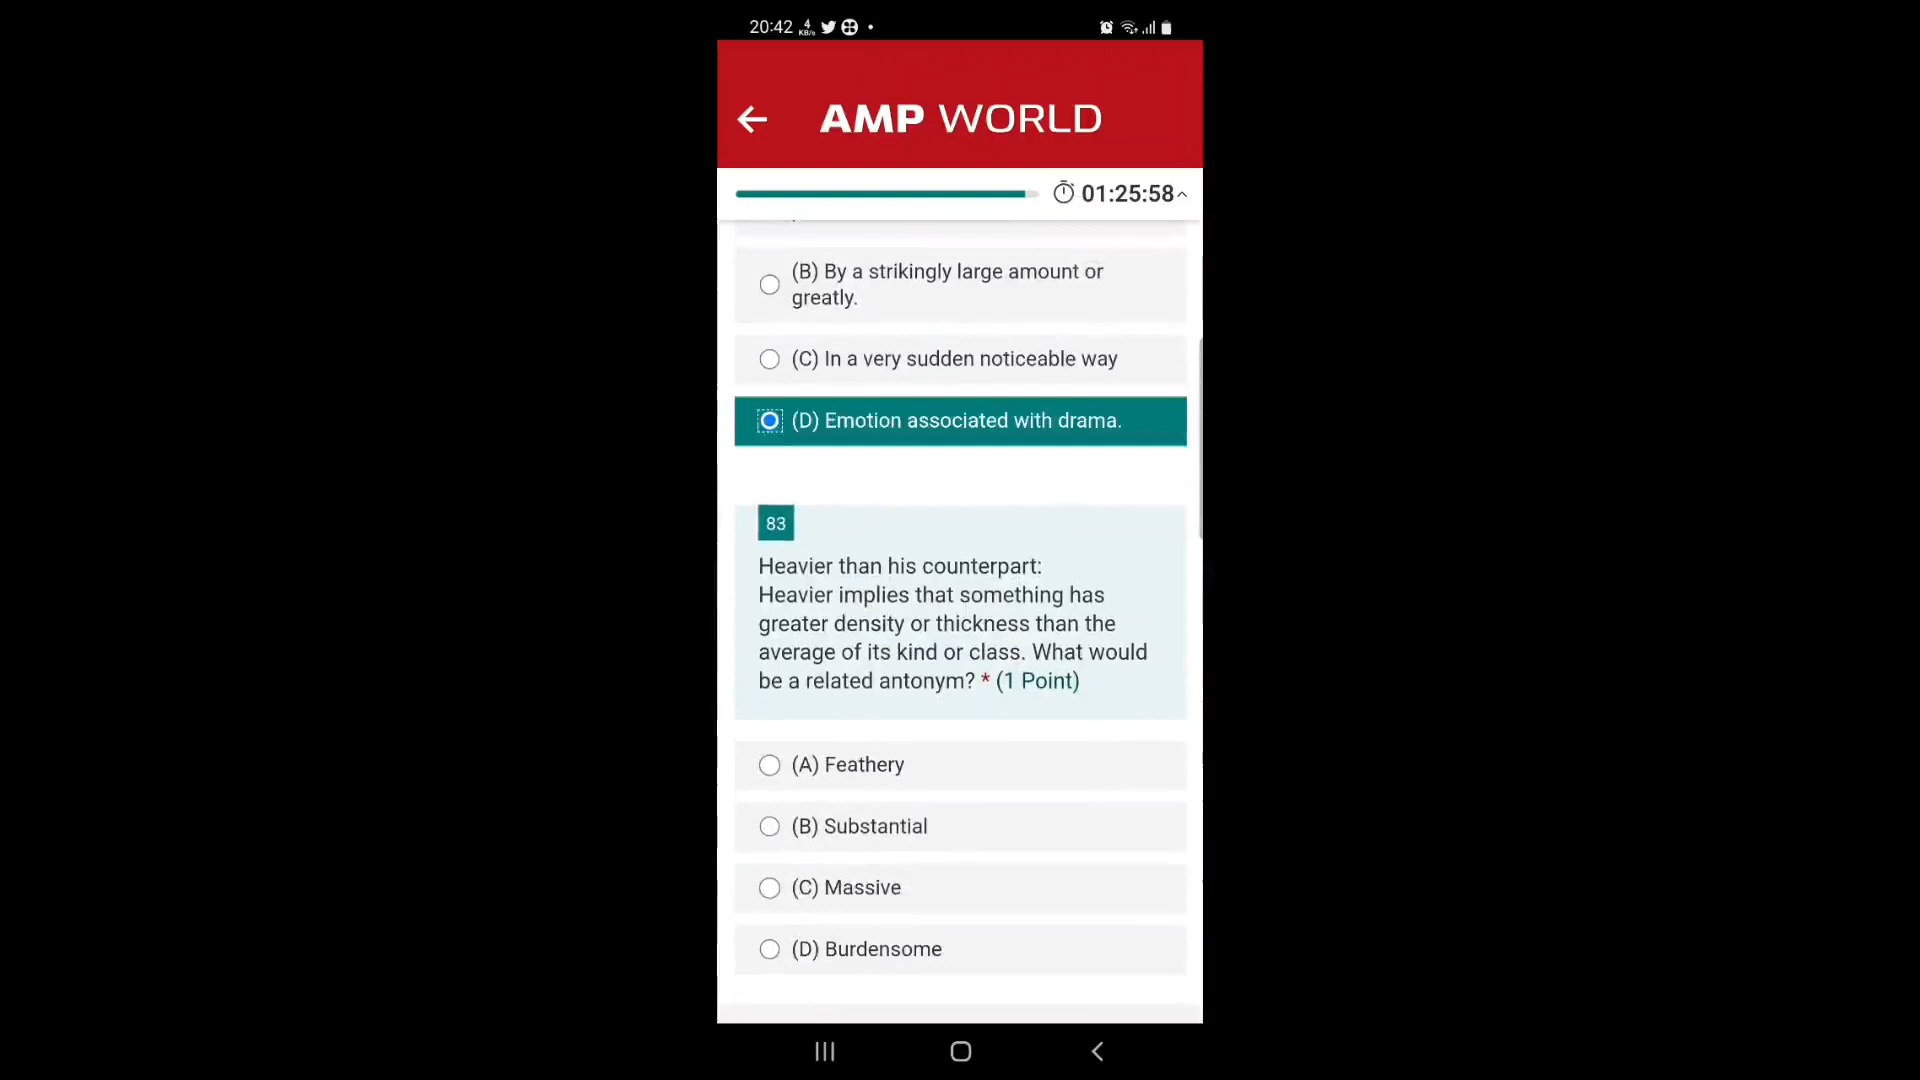 20:42 4 KB/s
AMP WORLD
01:25:58
(B) By a strikingly large amount or
greatly.
(C) In a very sudden noticeable way
(D) Emotion associated with drama.
83
Heavier than his counterpart:
Heavier implies that something has
greater density or thickness than the
average of its kind or class. What would
be a related antonym? * (1 Point)
(A) Feathery
(B) Substantial
(C) Massive
(D) Burdensome